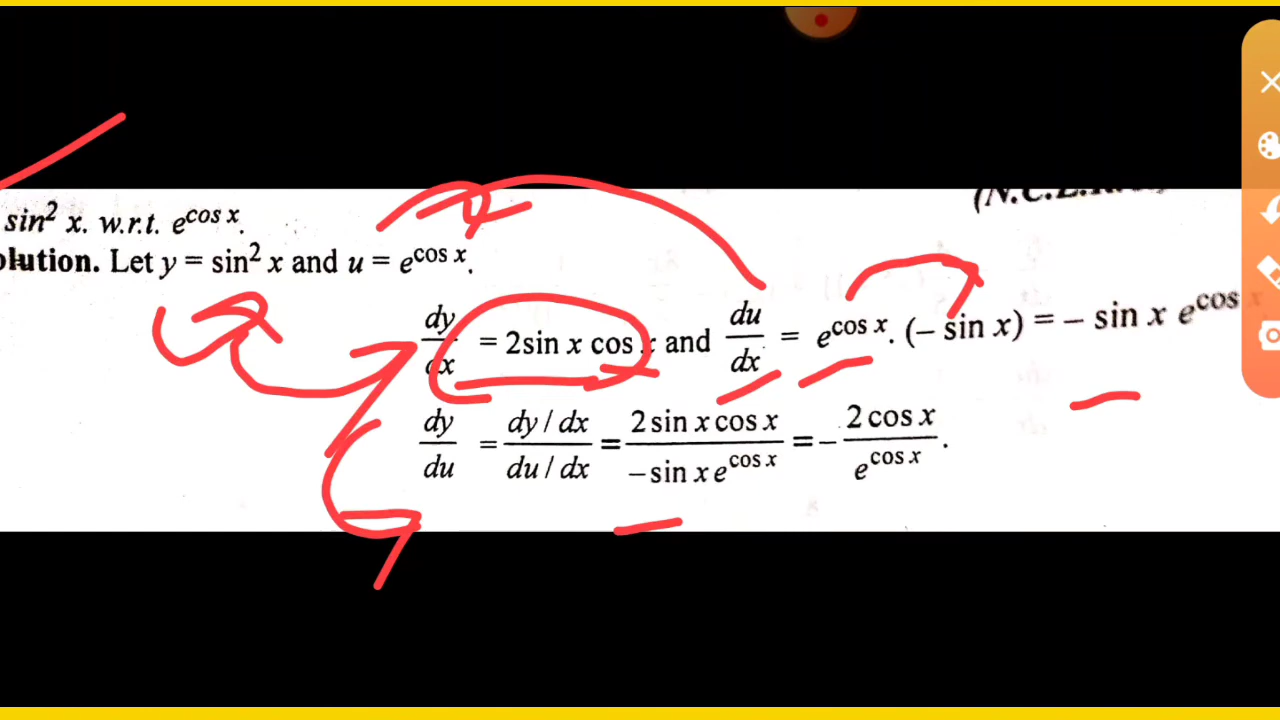 (N.C.E.R.T.)
sin² x. w.r.t. e^cos x.
olution. Let y = sin² x and u = e^cos x.
dy/dx = 2sin x cos x and du/dx = e^cos x. (– sin x) = – sin x e^cos x
dy/du = (dy / dx)/(du / dx) = (2 sin x cos x)/(– sin x e^cos x) = – (2 cos x)/(e^cos x).